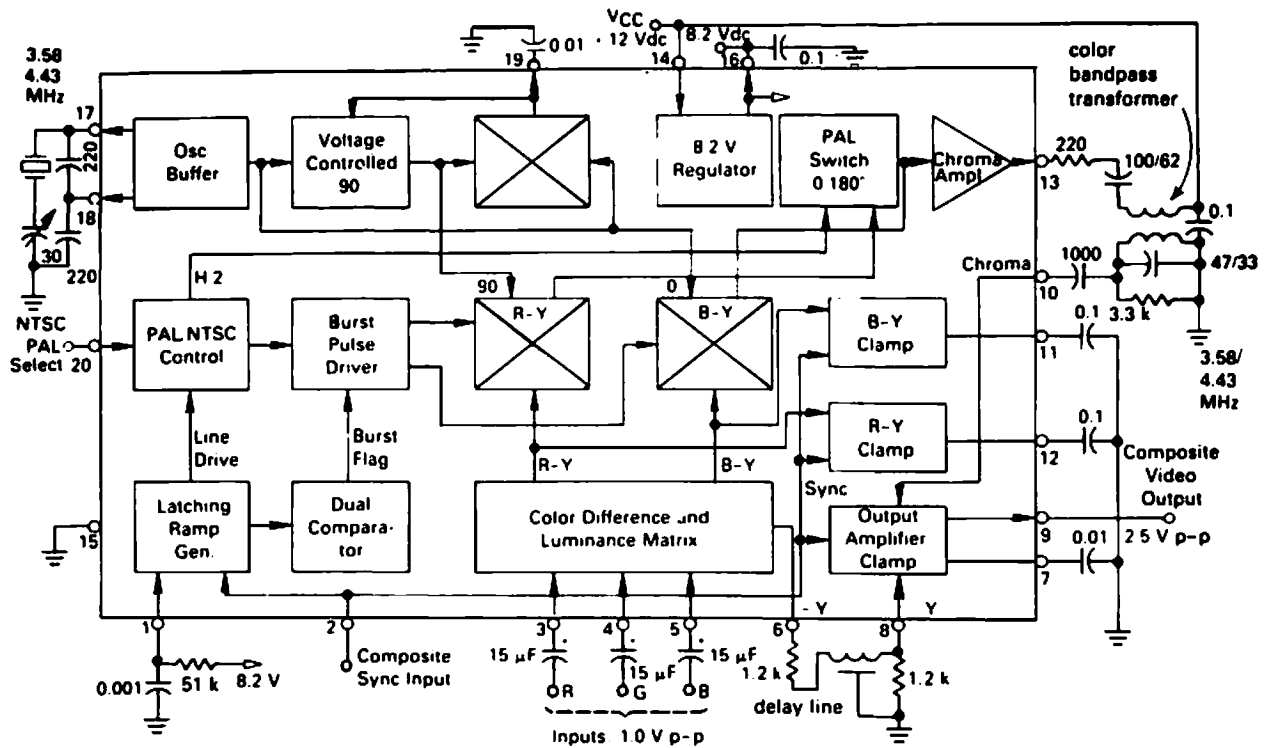 VCC
12 Vdc
8.2 Vdc
0 01
0.1
19
14
16
3.58
4.43
MHz
color
bandpass
transformer
17
220
18
30
220
Osc
Buffer
Voltage
Controlled
90
8 2 V
Regulator
PAL
Switch
0 180°
Chroma
Ampl
13
220
100/62
0.1
47/33
Chroma
1000
10
3.3 k
3.58/
4.43
MHz
H 2
90
0
NTSC
PAL
Select 20
PAL NTSC
Control
Burst
Pulse
Driver
R-Y
B-Y
B-Y
Clamp
0.1
11
Line
Drive
Burst
Flag
R-Y
B-Y
R-Y
Clamp
0.1
12
Sync
Composite
Video
Output
15
Latching
Ramp
Gen.
Dual
Compara-
tor
Color Difference and
Luminance Matrix
Output
Amplifier
Clamp
9
2 5 V p-p
0.01
7
1
2
3
4
5
6
- Y
8
Y
0.001
51 k
8.2 V
Composite
Sync Input
15 µF
15 µF
15 µF
R
G
B
Inputs 1.0 V p-p
1.2 k
delay line
1.2 k